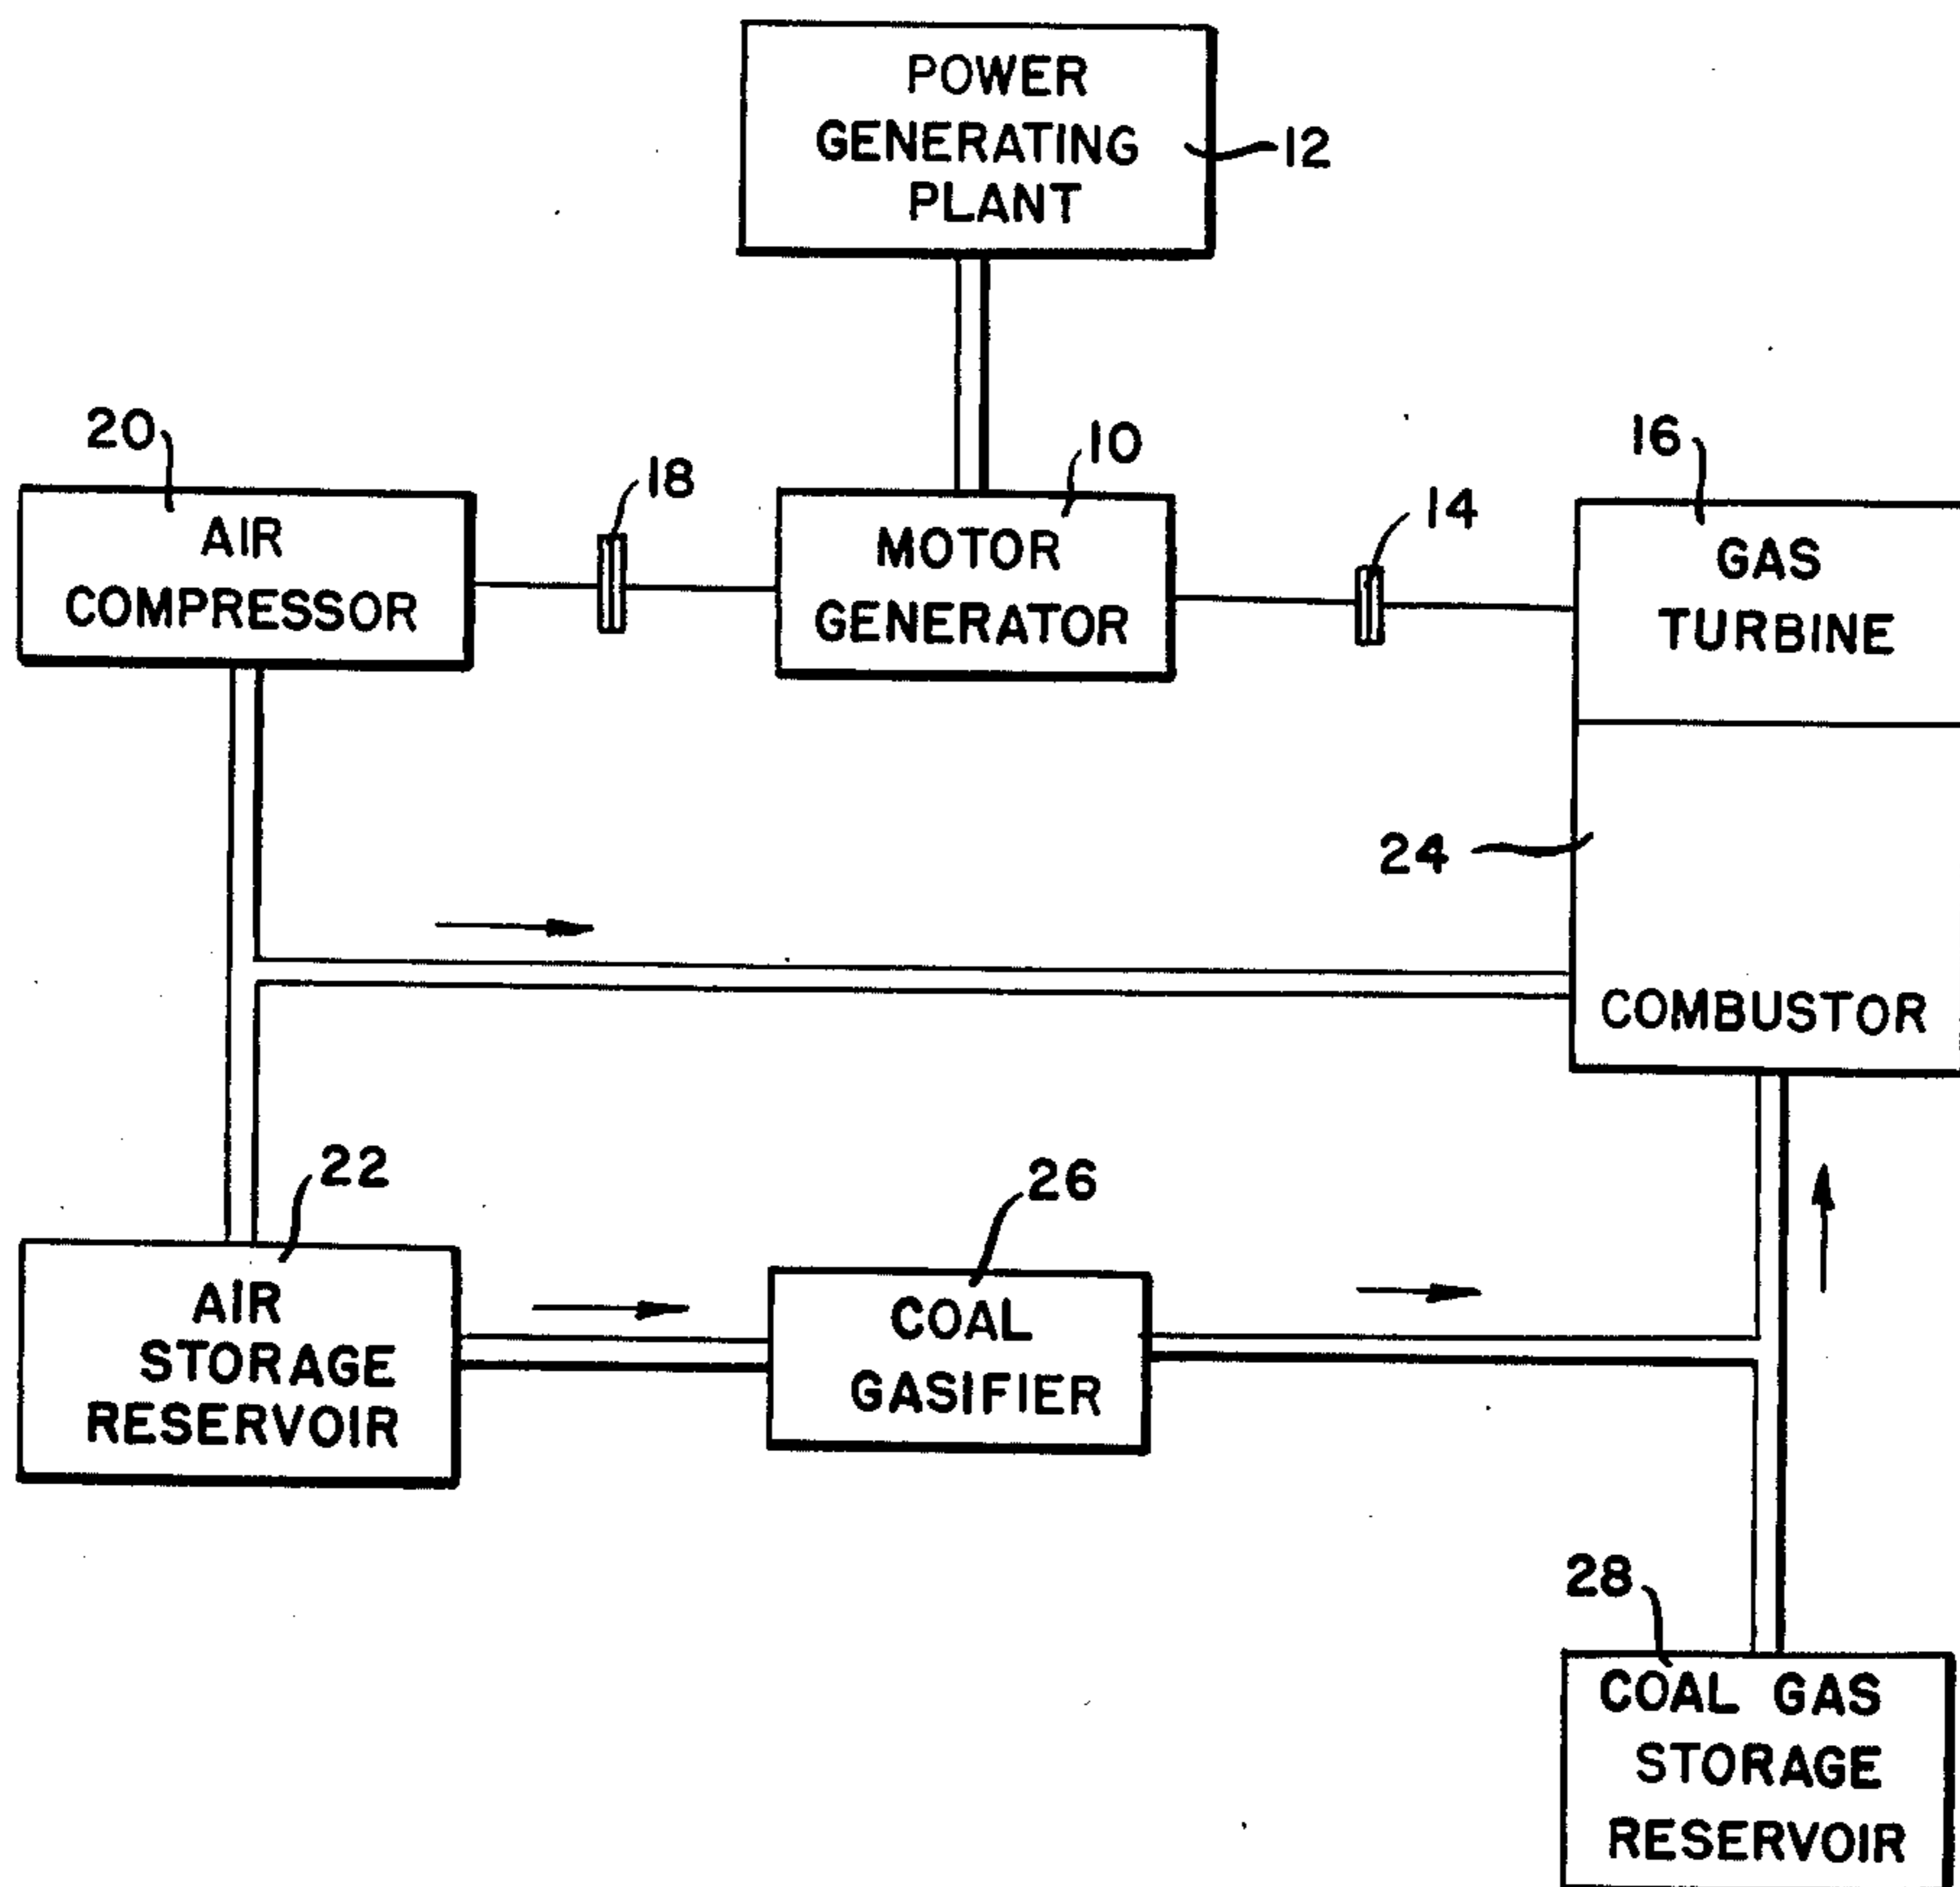 POWER
GENERATING
PLANT
12
20
18
10
14
16
AIR
COMPRESSOR
MOTOR
GENERATOR
GAS
TURBINE
24
COMBUSTOR
22
26
AIR
STORAGE
RESERVOIR
COAL
GASIFIER
28
COAL GAS
STORAGE
RESERVOIR